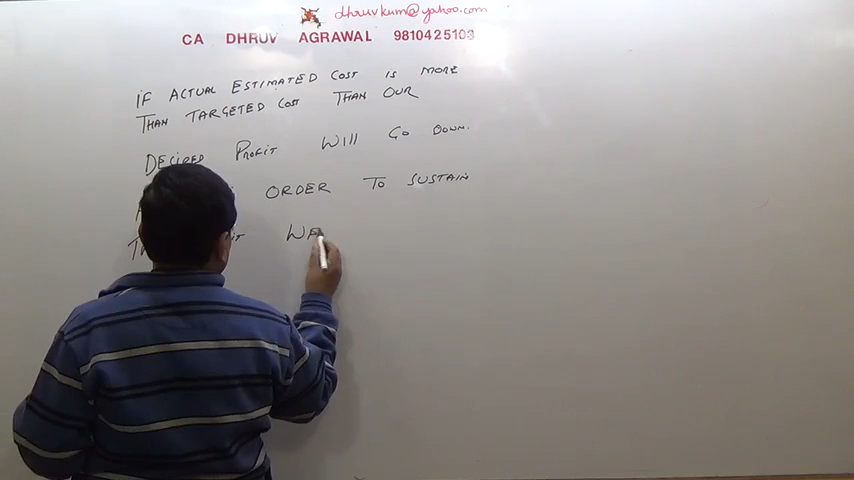 dhruvkum@yahoo.com
CA DHRUV AGRAWAL 9810425103
IF ACTUAL ESTIMATED COST IS MORE
THAN TARGETED COST THAN OUR
DESIRED PROFIT WILL GO DOWN.
ORDER TO SUSTAIN
WE